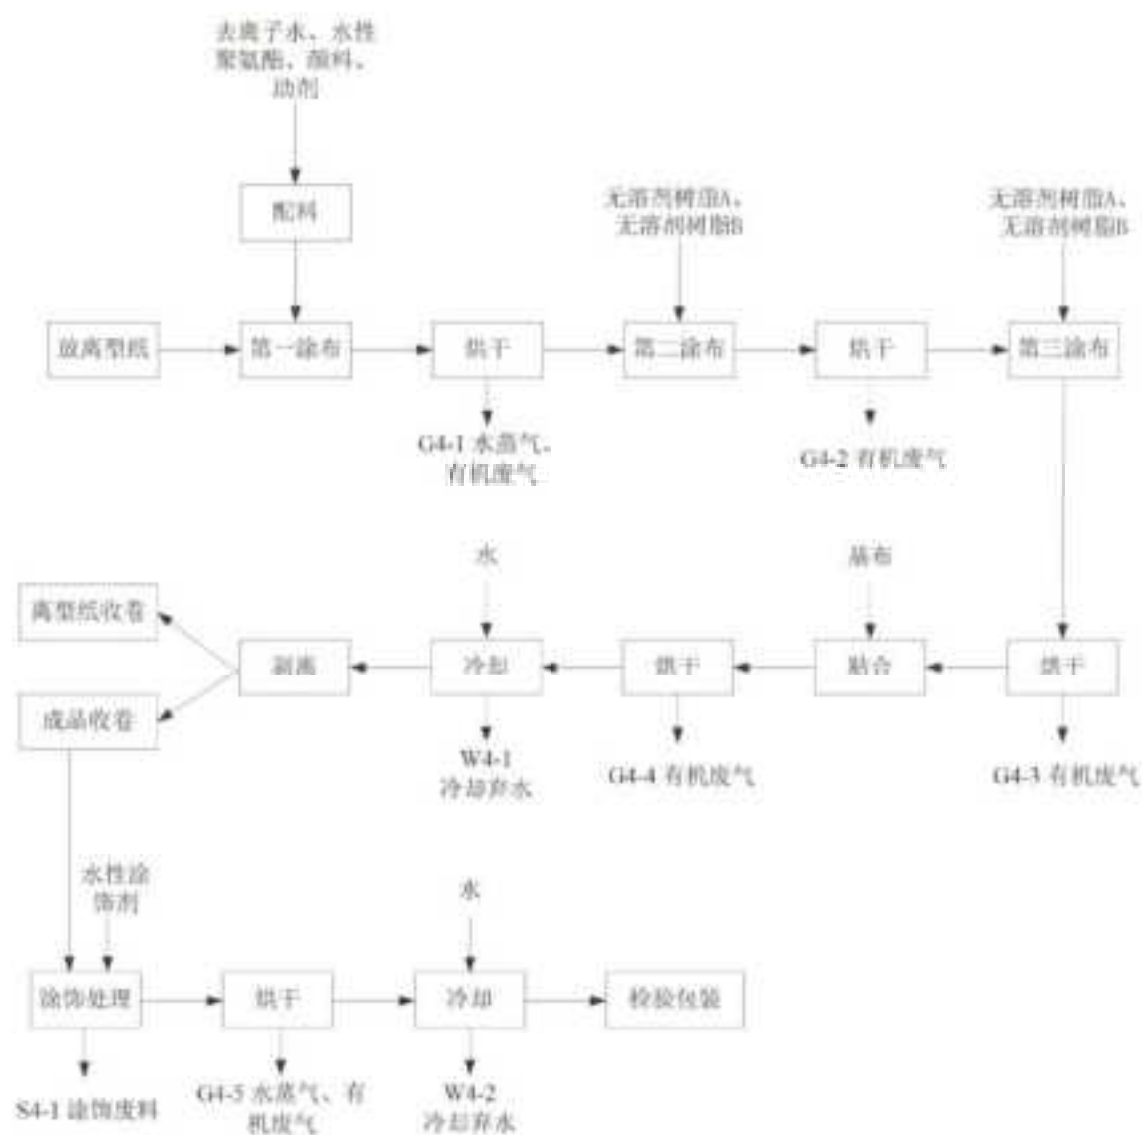 去离子水、水性
聚氨酯、颜料、
助剂
配料
无溶剂树脂A、
无溶剂树脂B
无溶剂树脂A、
无溶剂树脂B
放离型纸
第一涂布
烘干
第二涂布
烘干
第三涂布
G4-1 水蒸气、
有机废气
G4-2 有机废气
水
基布
离型纸收卷
剥离
冷却
烘干
贴合
烘干
成品收卷
W4-1
冷却弃水
G4-4 有机废气
G4-3 有机废气
水性涂
饰剂
水
涂饰处理
烘干
冷却
检验包装
S4-1 涂饰废料
G4-5 水蒸气、有
机废气
W4-2
冷却弃水